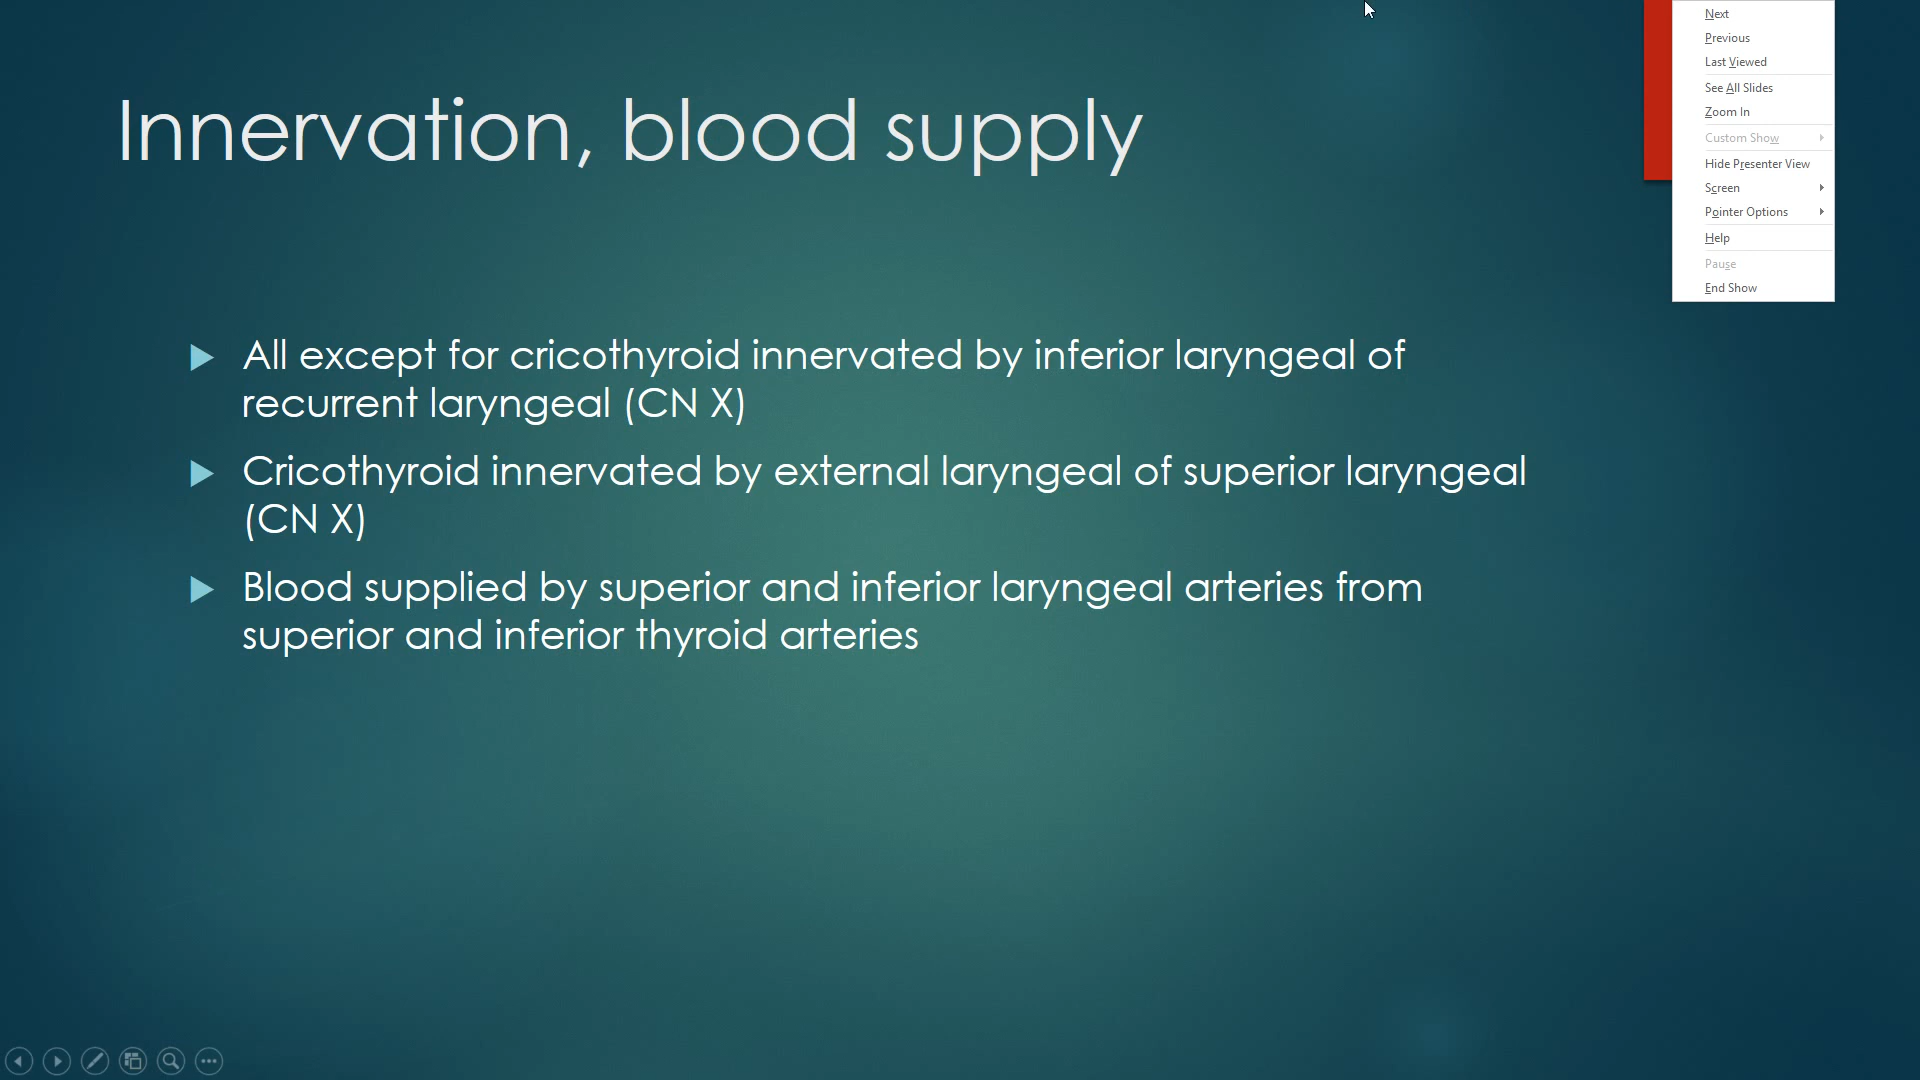 Innervation, blood supply
All except for cricothyroid innervated by inferior laryngeal of
recurrent laryngeal (CN X)
Cricothyroid innervated by external laryngeal of superior laryngeal
(CN X)
Blood supplied by superior and inferior laryngeal arteries from
superior and inferior thyroid arteries
Next
Previous
Last Viewed
See All Slides
Zoom In
Custom Show
Hide Presenter View
Screen
Pointer Options
Help
Pause
End Show